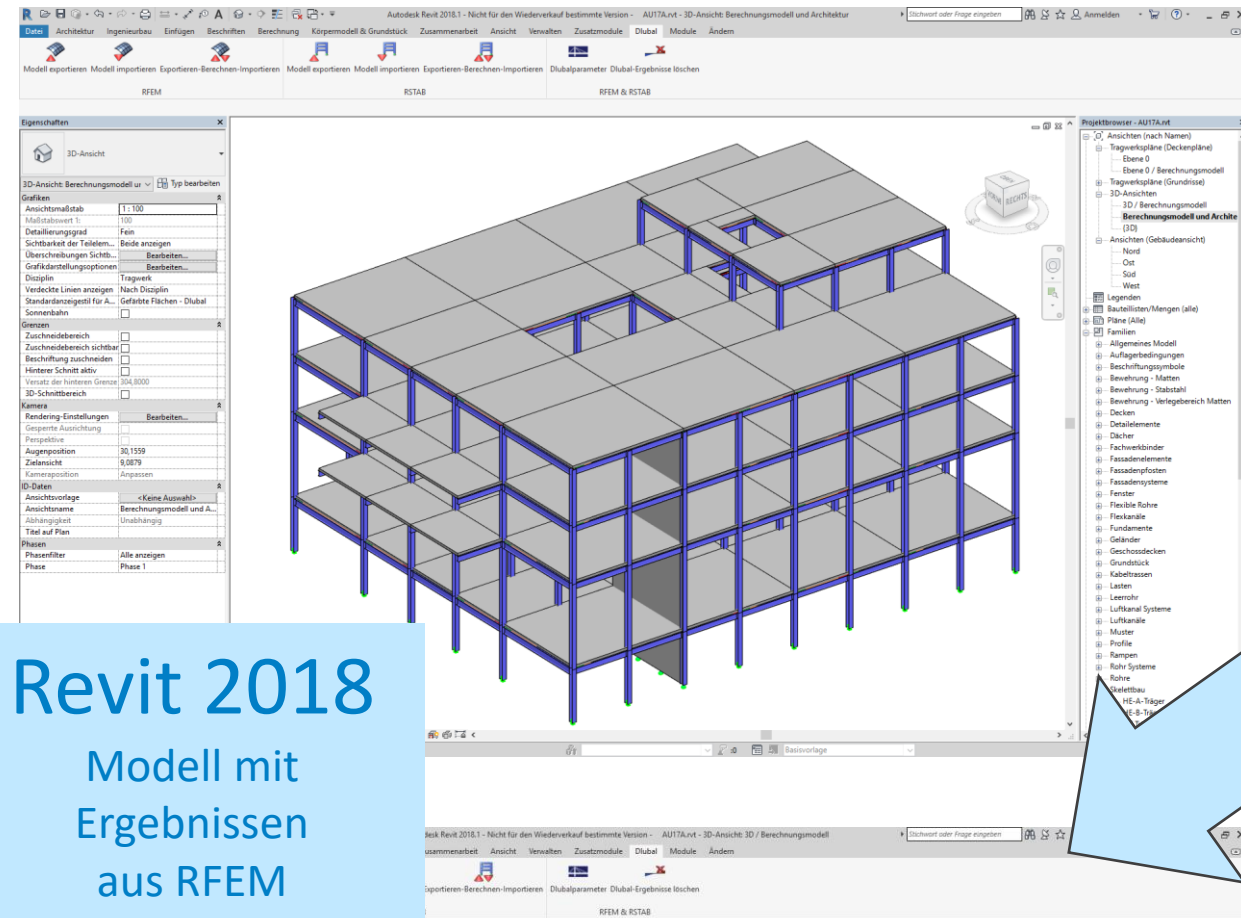 Autodesk Revit 2018.1 - Nicht für den Wiederverkauf bestimmte Version - AU17A.rvt - 3D-Ansicht: Berechnungsmodell und Architektur
Stichwort oder Frage eingeben
Anmelden
Datei Architektur Ingenieurbau Einfügen Beschriften Berechnung Körpermodell & Grundstück Zusammenarbeit Ansicht Verwalten Zusatzmodule Dlubal Module Ändern
Modell exportieren Modell importieren Exportieren-Berechnen-Importieren Modell exportieren Modell importieren Exportieren-Berechnen-Importieren Dlubalparameter Dlubal-Ergebnisse löschen
RFEM RSTAB RFEM & RSTAB
Eigenschaften
3D-Ansicht
3D-Ansicht: Berechnungsmodell ur Typ bearbeiten
Grafiken
Ansichtsmaßstab 1 : 100
Maßstabswert 1: 100
Detaillierungsgrad Fein
Sichtbarkeit der Teilelem... Beide anzeigen
Überschreibungen Sichtb... Bearbeiten...
Grafikdarstellungsoptionen Bearbeiten...
Disziplin Tragwerk
Verdeckte Linien anzeigen Nach Disziplin
Standardanzeigestil für A... Gefärbte Flächen - Dlubal
Sonnenbahn
Grenzen
Zuschneidebereich
Zuschneidebereich sichtbar
Beschriftung zuschneiden
Hinterer Schnitt aktiv
Versatz der hinteren Grenze 304,8000
3D-Schnittbereich
Kamera
Rendering-Einstellungen Bearbeiten...
Gesperrte Ausrichtung
Perspektive
Augenposition 30,1559
Zielansicht 9,0879
Kameraposition Anpassen
ID-Daten
Ansichtsvorlage <Keine Auswahl>
Ansichtsname Berechnungsmodell und A...
Abhängigkeit Unabhängig
Titel auf Plan
Phasen
Phasenfilter Alle anzeigen
Phase Phase 1
RECHTS
Projektbrowser - AU17A.rvt
Ansichten (nach Namen)
Tragwerkspläne (Deckenpläne)
Ebene 0
Ebene 0 / Berechnungsmodell
Tragwerkspläne (Grundrisse)
3D-Ansichten
3D / Berechnungsmodell
Berechnungsmodell und Archite
{3D}
Ansichten (Gebäudeansicht)
Nord
Ost
Süd
West
Legenden
Bauteillisten/Mengen (alle)
Pläne (Alle)
Familien
Allgemeines Modell
Auflagerbedingungen
Beschriftungssymbole
Bewehrung - Matten
Bewehrung - Stabstahl
Bewehrung - Verlegebereich Matten
Decken
Detailelemente
Dächer
Fachwerkbinder
Fassadenelemente
Fassadenpfosten
Fassadensysteme
Fenster
Flexible Rohre
Flexkanäle
Fundamente
Geländer
Geschossdecken
Grundstück
Kabeltrassen
Lasten
Leerrohr
Luftkanal Systeme
Luftkanäle
Muster
Profile
Rampen
Rohr Systeme
Rohre
Skelettbau
HE-A-Träger
:0 Basisvorlage
Revit 2018
Modell mit
Ergebnissen
aus RFEM
desk Revit 2018.1 - Nicht für den Wiederverkauf bestimmte Version - AU17A.rvt - 3D-Ansicht: 3D / Berechnungsmodell
Stichwort oder Frage eingeben
usammenarbeit Ansicht Verwalten Zusatzmodule Dlubal Module Ändern
Exportieren-Berechnen-Importieren Dlubalparameter Dlubal-Ergebnisse löschen
RFEM & RSTAB